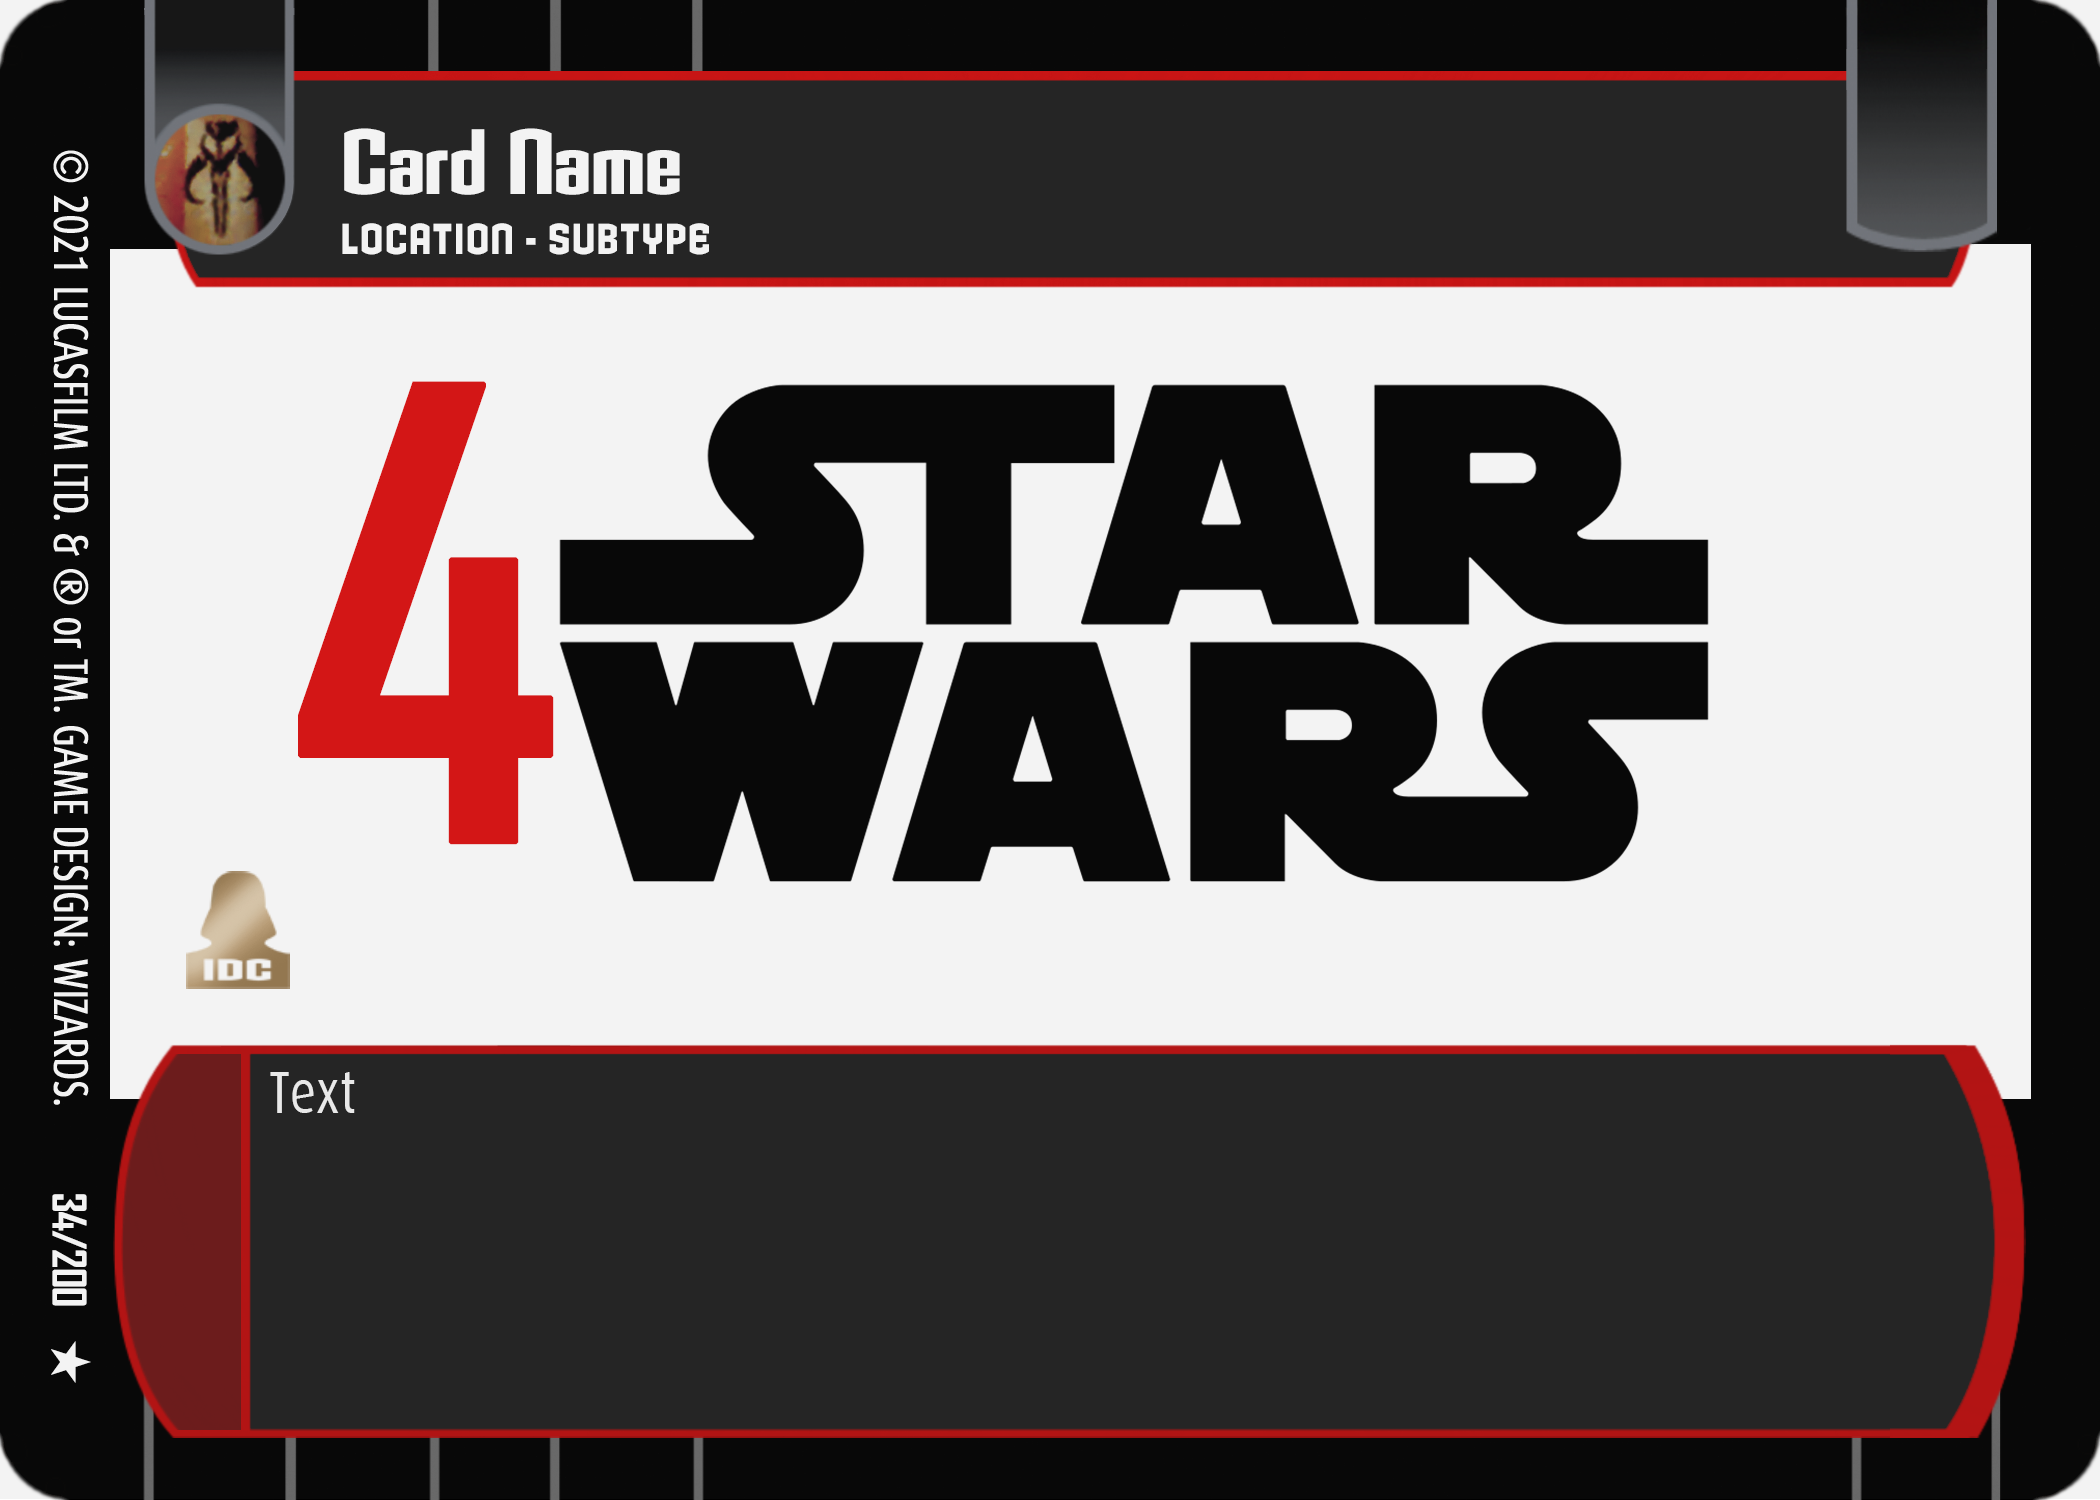 Card Name
LOCATION - SUBTYPE
4
STAR
WARS
IDC
Text
© 2021 LUCASFILM LTD. & ® or TM. GAME DESIGN: WIZARDS.
34/200 ★